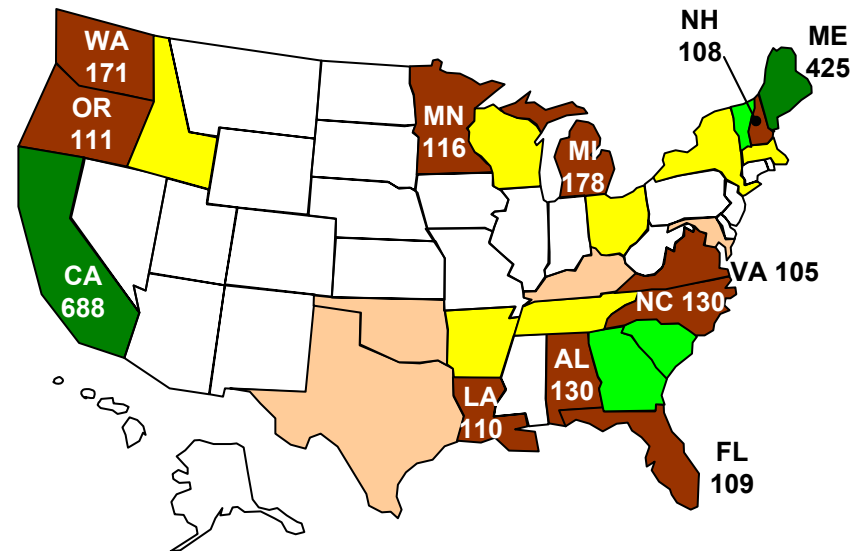 NH
108
ME
425
WA
171
OR
111
MN
116
MI
178
VA 105
CA
688
NC 130
AL
130
LA
110
FL
109